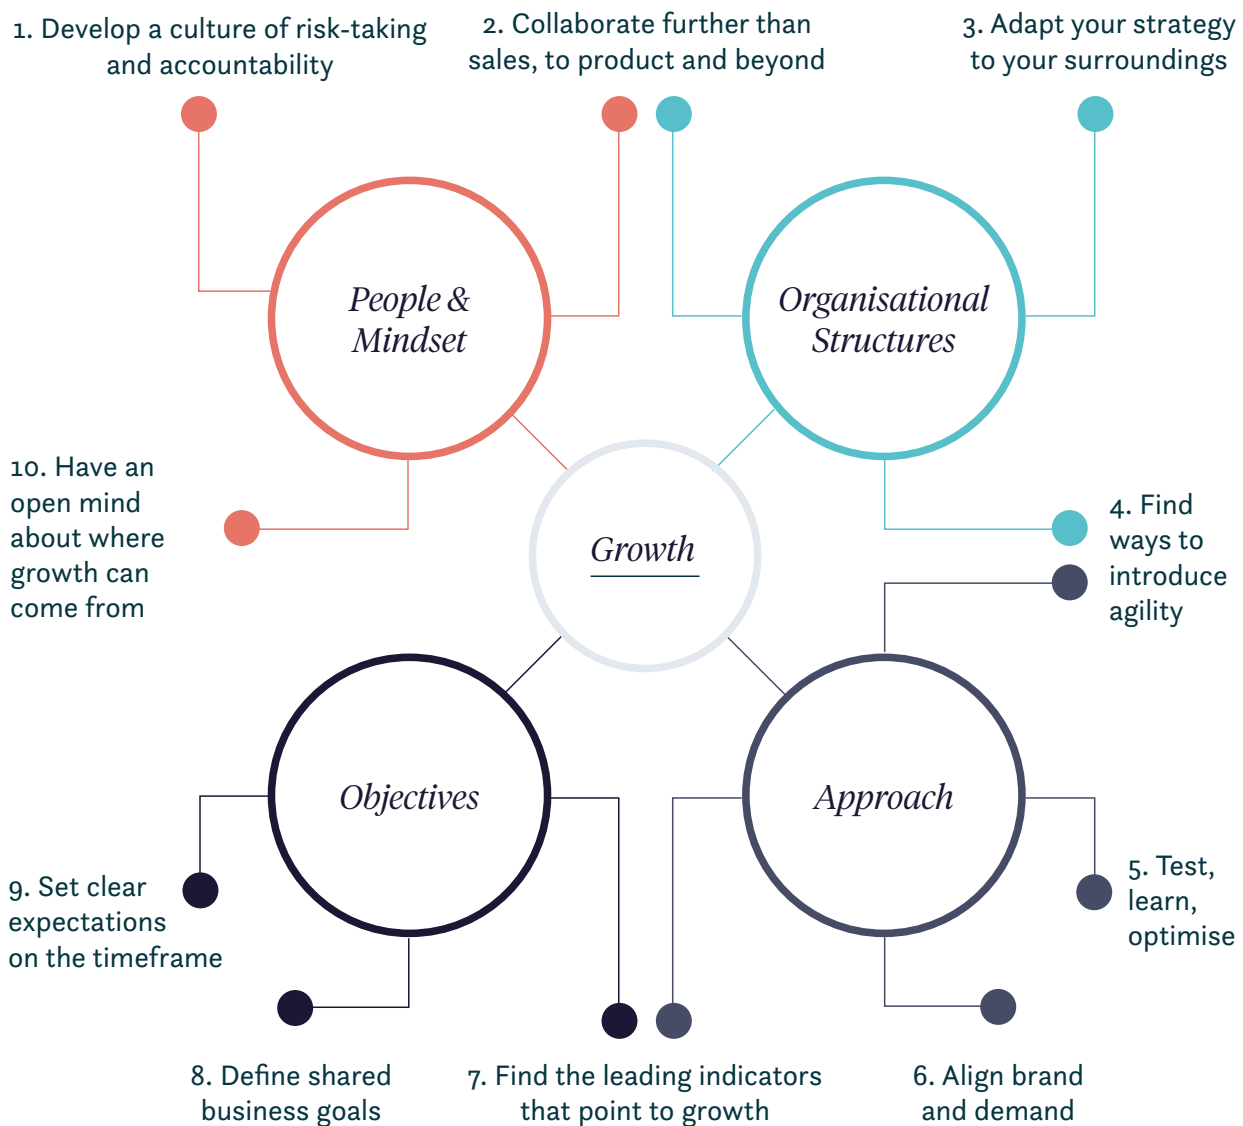 1. Develop a culture of risk-taking
and accountability
2. Collaborate further than
sales, to product and beyond
3. Adapt your strategy
to your surroundings
People &
Mindset
Organisational
Structures
10. Have an
open mind
about where
growth can
come from
Growth
4. Find
ways to
introduce
agility
Objectives
Approach
9. Set clear
expectations
on the timeframe
5. Test,
learn,
optimise
8. Define shared
business goals
7. Find the leading indicators
that point to growth
6. Align brand
and demand